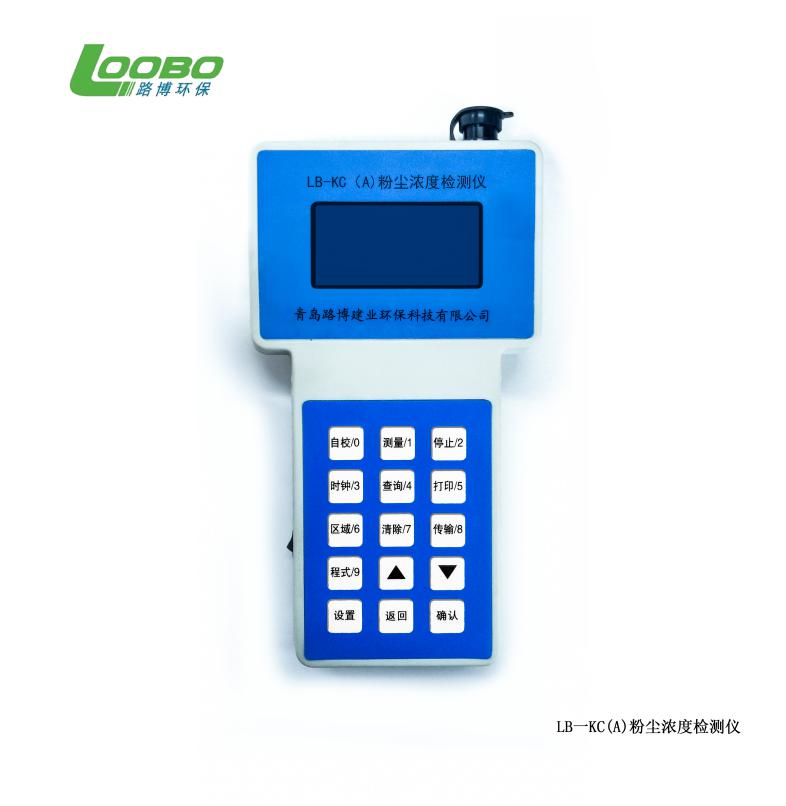 LOOBO
路博环保
LB-KC（A）粉尘浓度检测仪
青岛路博建业环保科技有限公司
自校/0 测量/1 停止/2
时钟/3 查询/4 打印/5
区域/6 清除/7 传输/8
程式/9 ▲ ▼
设置 返回 确认
LB一KC(A)粉尘浓度检测仪